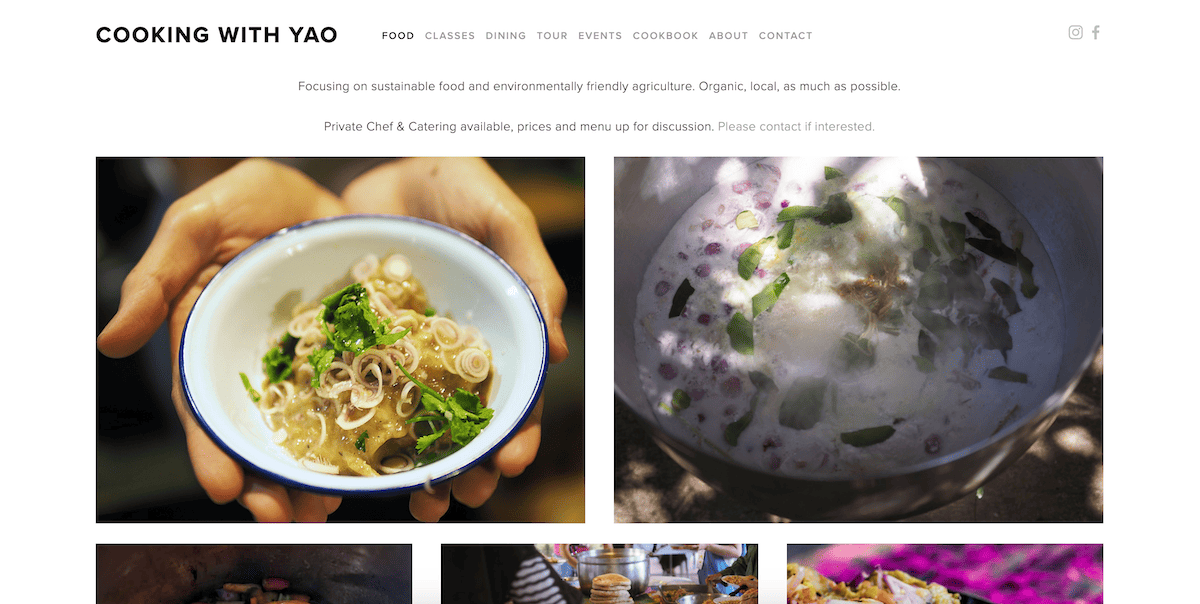 COOKING WITH YAO
FOOD CLASSES DINING TOUR EVENTS COOKBOOK ABOUT CONTACT
Focusing on sustainable food and environmentally friendly agriculture. Organic, local, as much as possible.
Private Chef & Catering available, prices and menu up for discussion. Please contact if interested.